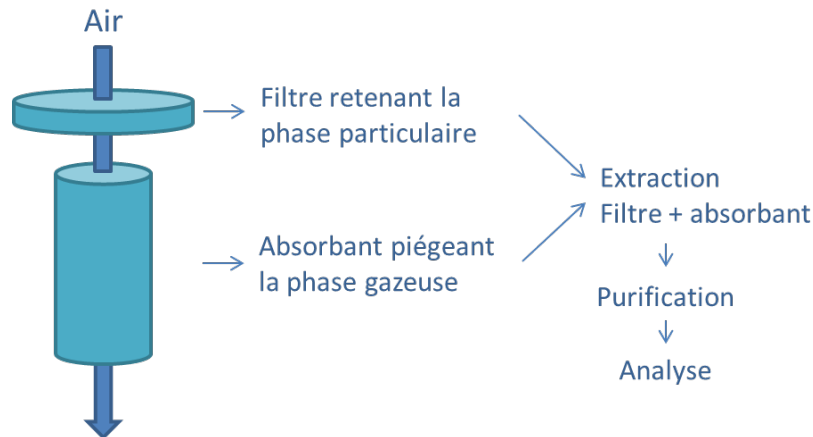 Air
Filtre retenant la
phase particulaire
Absorbant piégeant
la phase gazeuse
Extraction
Filtre + absorbant
Purification
Analyse